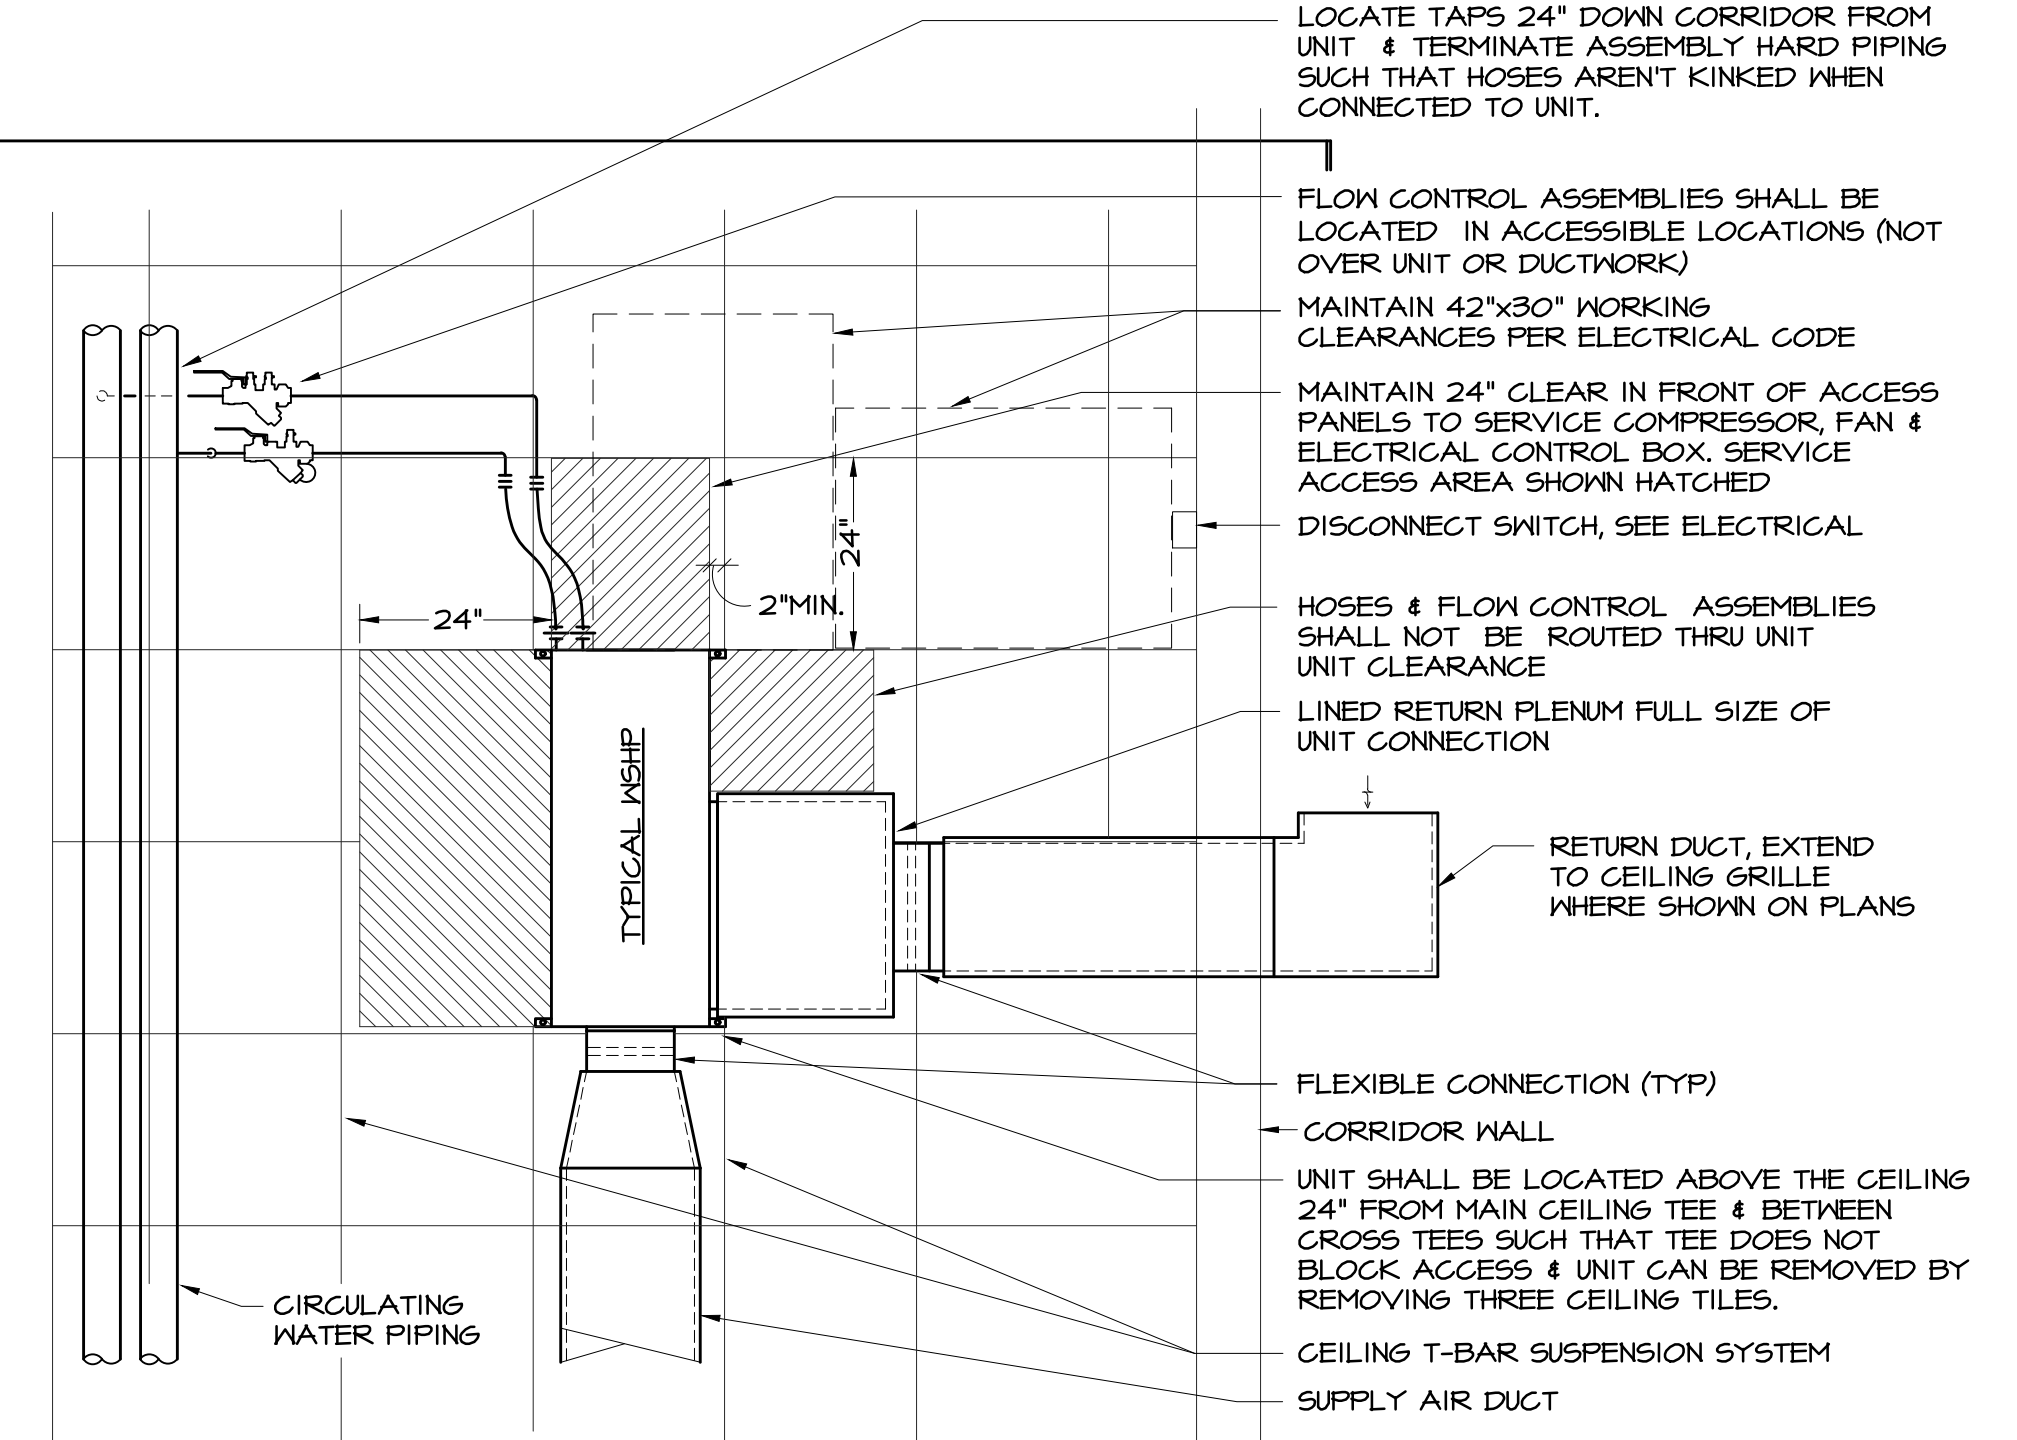 LOCATE TAPS 24" DOWN CORRIDOR FROM
UNIT & TERMINATE ASSEMBLY HARD PIPING
SUCH THAT HOSES AREN'T KINKED WHEN
CONNECTED TO UNIT.
FLOW CONTROL ASSEMBLIES SHALL BE
LOCATED IN ACCESSIBLE LOCATIONS (NOT
OVER UNIT OR DUCTWORK)
MAINTAIN 42"x30" WORKING
CLEARANCES PER ELECTRICAL CODE
MAINTAIN 24" CLEAR IN FRONT OF ACCESS
PANELS TO SERVICE COMPRESSOR, FAN &
ELECTRICAL CONTROL BOX. SERVICE
ACCESS AREA SHOWN HATCHED
DISCONNECT SWITCH, SEE ELECTRICAL
24"
2"MIN.
24"
HOSES & FLOW CONTROL ASSEMBLIES
SHALL NOT BE ROUTED THRU UNIT
UNIT CLEARANCE
LINED RETURN PLENUM FULL SIZE OF
UNIT CONNECTION
TYPICAL WSHP
RETURN DUCT, EXTEND
TO CEILING GRILLE
WHERE SHOWN ON PLANS
FLEXIBLE CONNECTION (TYP)
CORRIDOR WALL
UNIT SHALL BE LOCATED ABOVE THE CEILING
24" FROM MAIN CEILING TEE & BETWEEN
CROSS TEES SUCH THAT TEE DOES NOT
BLOCK ACCESS & UNIT CAN BE REMOVED BY
REMOVING THREE CEILING TILES.
CIRCULATING
WATER PIPING
CEILING T-BAR SUSPENSION SYSTEM
SUPPLY AIR DUCT